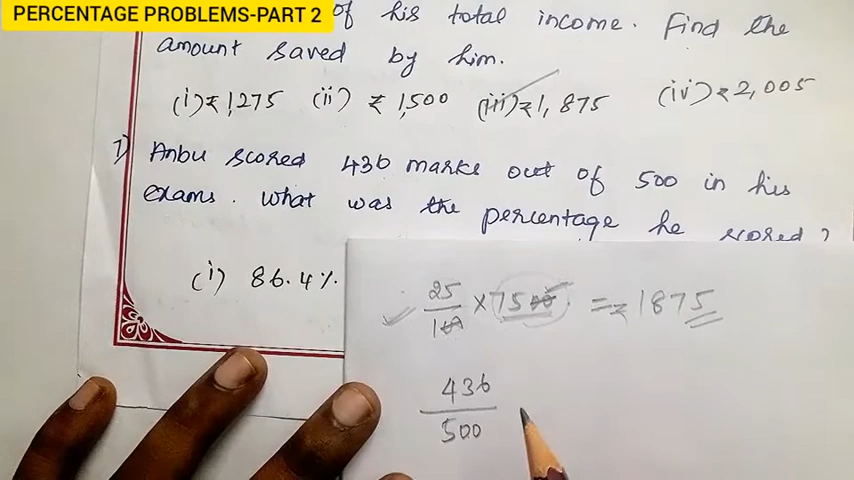 PERCENTAGE PROBLEMS-PART 2
of his total income. Find the
amount saved by him.
(i) ₹1,275 (ii) ₹1,500 (iii) ₹1,875 (iv) ₹2,005
7) Anbu scored 436 marks out of 500 in his
exams. What was the percentage he scored?
(i) 86.4%.
25/100 × 7500 = ₹1875
436
500